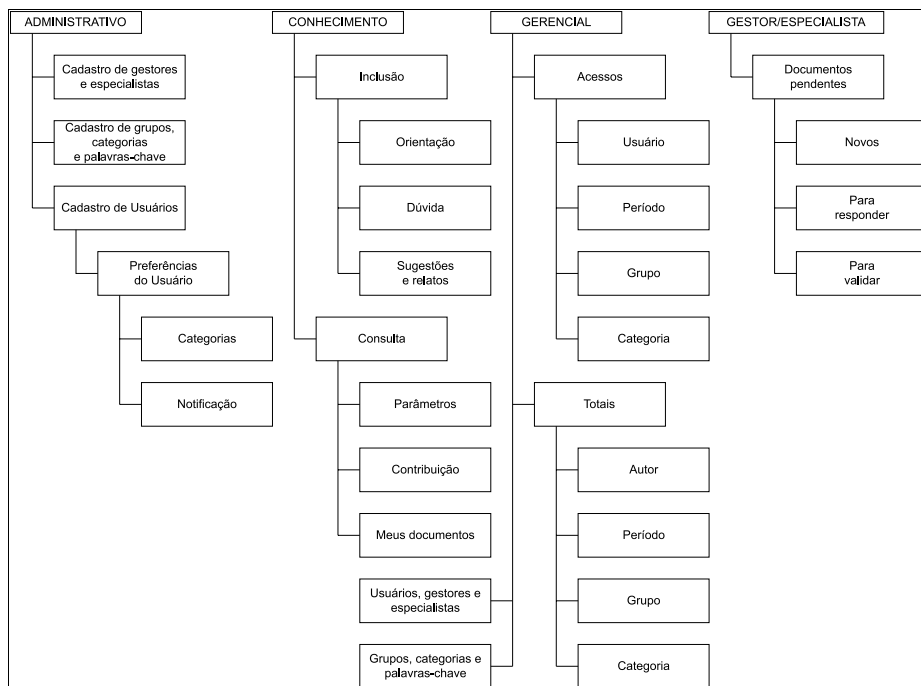 ADMINISTRATIVO
Cadastro de gestores
e especialistas
Cadastro de grupos,
categorias
e palavras-chave
Cadastro de Usuários
Preferências
do Usuário
Categorias
Notificação
CONHECIMENTO
Inclusão
Orientação
Dúvida
Sugestões
e relatos
Consulta
Parâmetros
Contribuição
Meus documentos
GERENCIAL
Acessos
Usuário
Período
Grupo
Categoria
Totais
Autor
Período
Grupo
Categoria
Usuários, gestores e
especialistas
Grupos, categorias e
palavras-chave
GESTOR/ESPECIALISTA
Documentos
pendentes
Novos
Para
responder
Para
validar